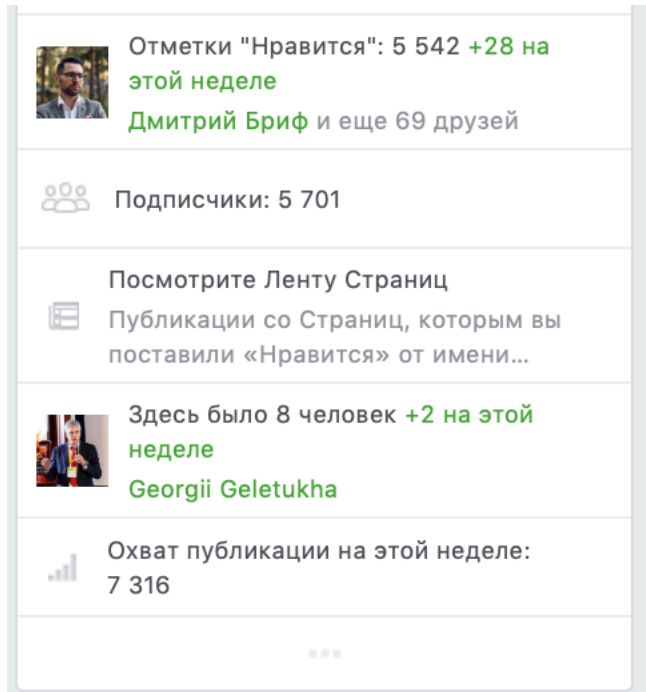 Отметки "Нравится": 5 542 +28 на
этой неделе
Дмитрий Бриф и еще 69 друзей
Подписчики: 5 701
Посмотрите Ленту Страниц
Публикации со Страниц, которым вы
поставили «Нравится» от имени...
Здесь было 8 человек +2 на этой
неделе
Georgii Geletukha
Охват публикации на этой неделе:
7 316